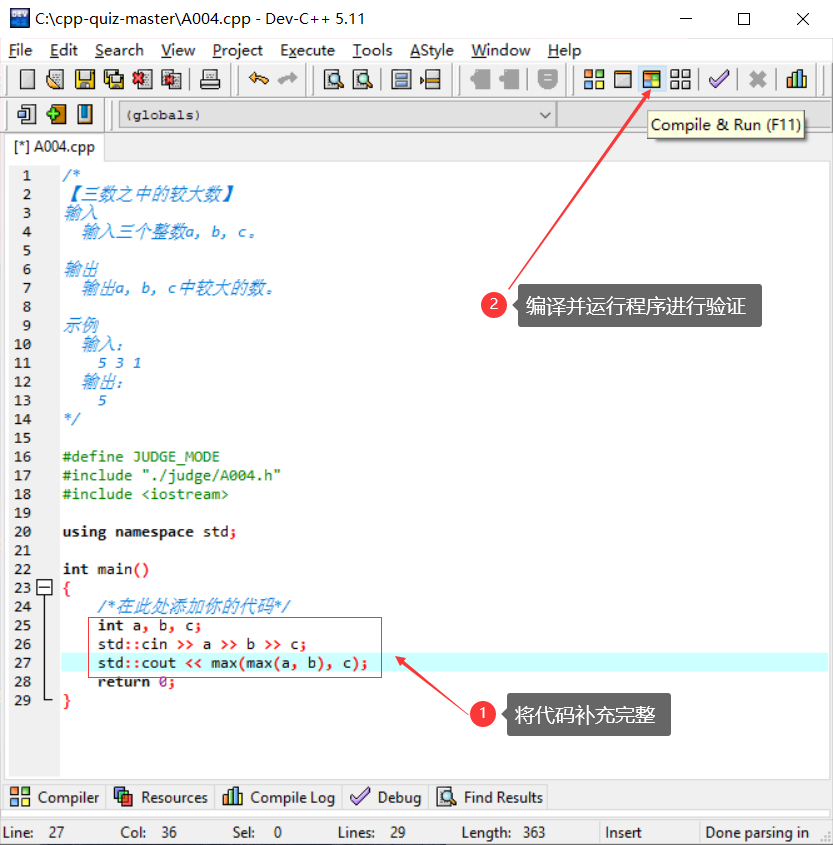 C:\cpp-quiz-master\A004.cpp - Dev-C++ 5.11
File Edit Search View Project Execute Tools AStyle Window Help
(globals)
Compile & Run (F11)
[*] A004.cpp
1 /*
2 【三数之中的较大数】
3 输入
4 输入三个整数a，b，c。
5
6 输出
7 输出a，b，c中较大的数。
8
9 示例
10 输入：
11 5 3 1
12 输出：
13 5
14 */
15
16 #define JUDGE_MODE
17 #include "./judge/A004.h"
18 #include <iostream>
19
20 using namespace std;
21
22 int main()
23 {
24 /*在此处添加你的代码*/
25 int a, b, c;
26 std::cin >> a >> b >> c;
27 std::cout << max(max(a, b), c);
28 return 0;
29 }
2 编译并运行程序进行验证
1 将代码补充完整
Compiler Resources Compile Log Debug Find Results
Line: 27 Col: 36 Sel: 0 Lines: 29 Length: 363 Insert Done parsing in